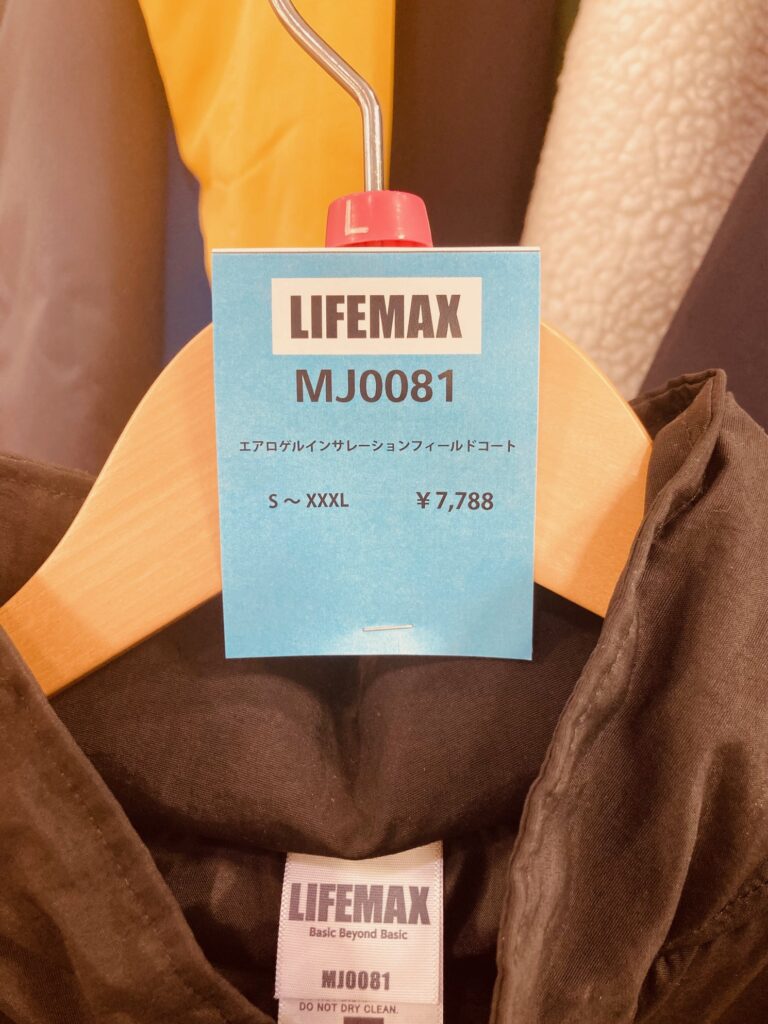 L
LIFEMAX
MJ0081
エアロゲルインサレーションフィールドコート
S～XXXL ￥7,788
LIFEMAX
Basic Beyond Basic
MJ0081
DO NOT DRY CLEAN.